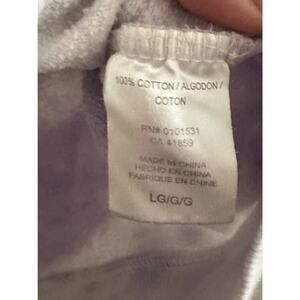 100% COTTON / ALGODON /
COTON
RN# 0101531
CA 41859
MADE IN CHINA
HECHO EN CHINA
FABRIQUE EN CHINE
LG/G/G